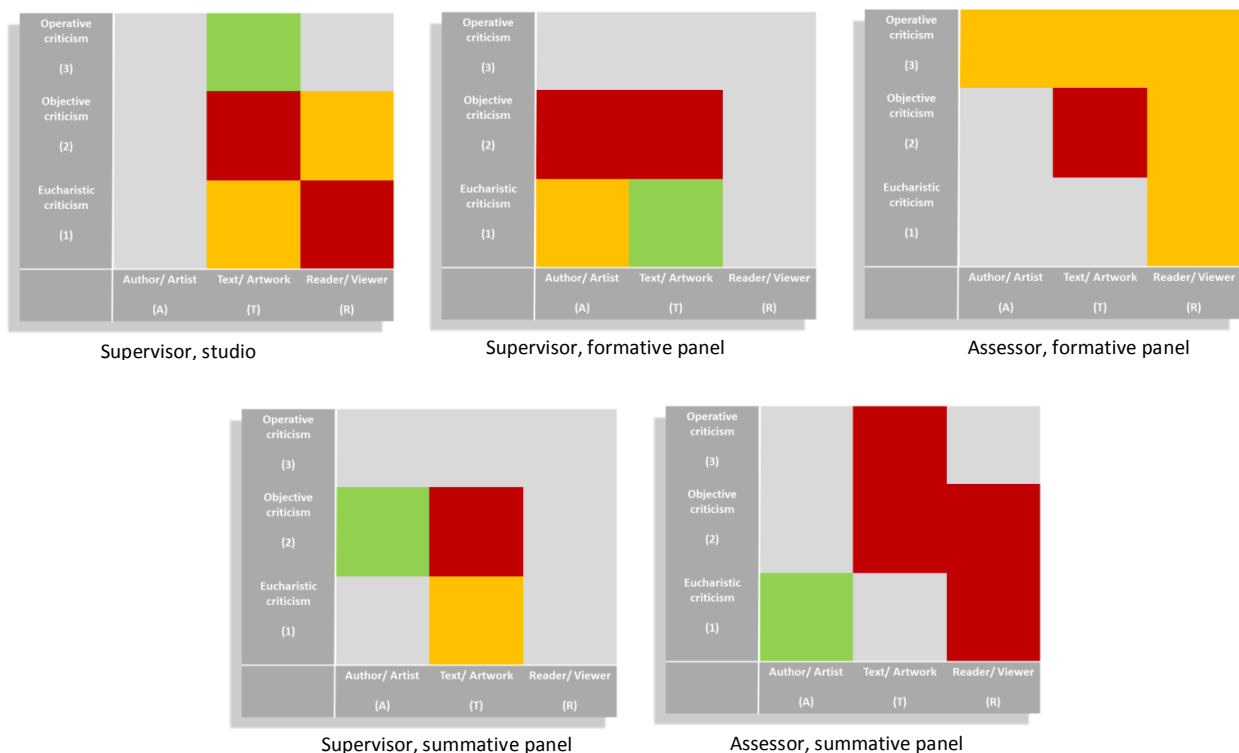 Operative
criticism
(3)
Objective
criticism
(2)
Eucharistic
criticism
(1)
Author/ Artist
(A)
Text/ Artwork
(T)
Reader/ Viewer
(R)
Supervisor, studio
Operative
criticism
(3)
Objective
criticism
(2)
Eucharistic
criticism
(1)
Author/ Artist
(A)
Text/ Artwork
(T)
Reader/ Viewer
(R)
Supervisor, formative panel
Operative
criticism
(3)
Objective
criticism
(2)
Eucharistic
criticism
(1)
Author/ Artist
(A)
Text/ Artwork
(T)
Reader/ Viewer
(R)
Assessor, formative panel
Operative
criticism
(3)
Objective
criticism
(2)
Eucharistic
criticism
(1)
Author/ Artist
(A)
Text/ Artwork
(T)
Reader/ Viewer
(R)
Supervisor, summative panel
Operative
criticism
(3)
Objective
criticism
(2)
Eucharistic
criticism
(1)
Author/ Artist
(A)
Text/ Artwork
(T)
Reader/ Viewer
(R)
Assessor, summative panel